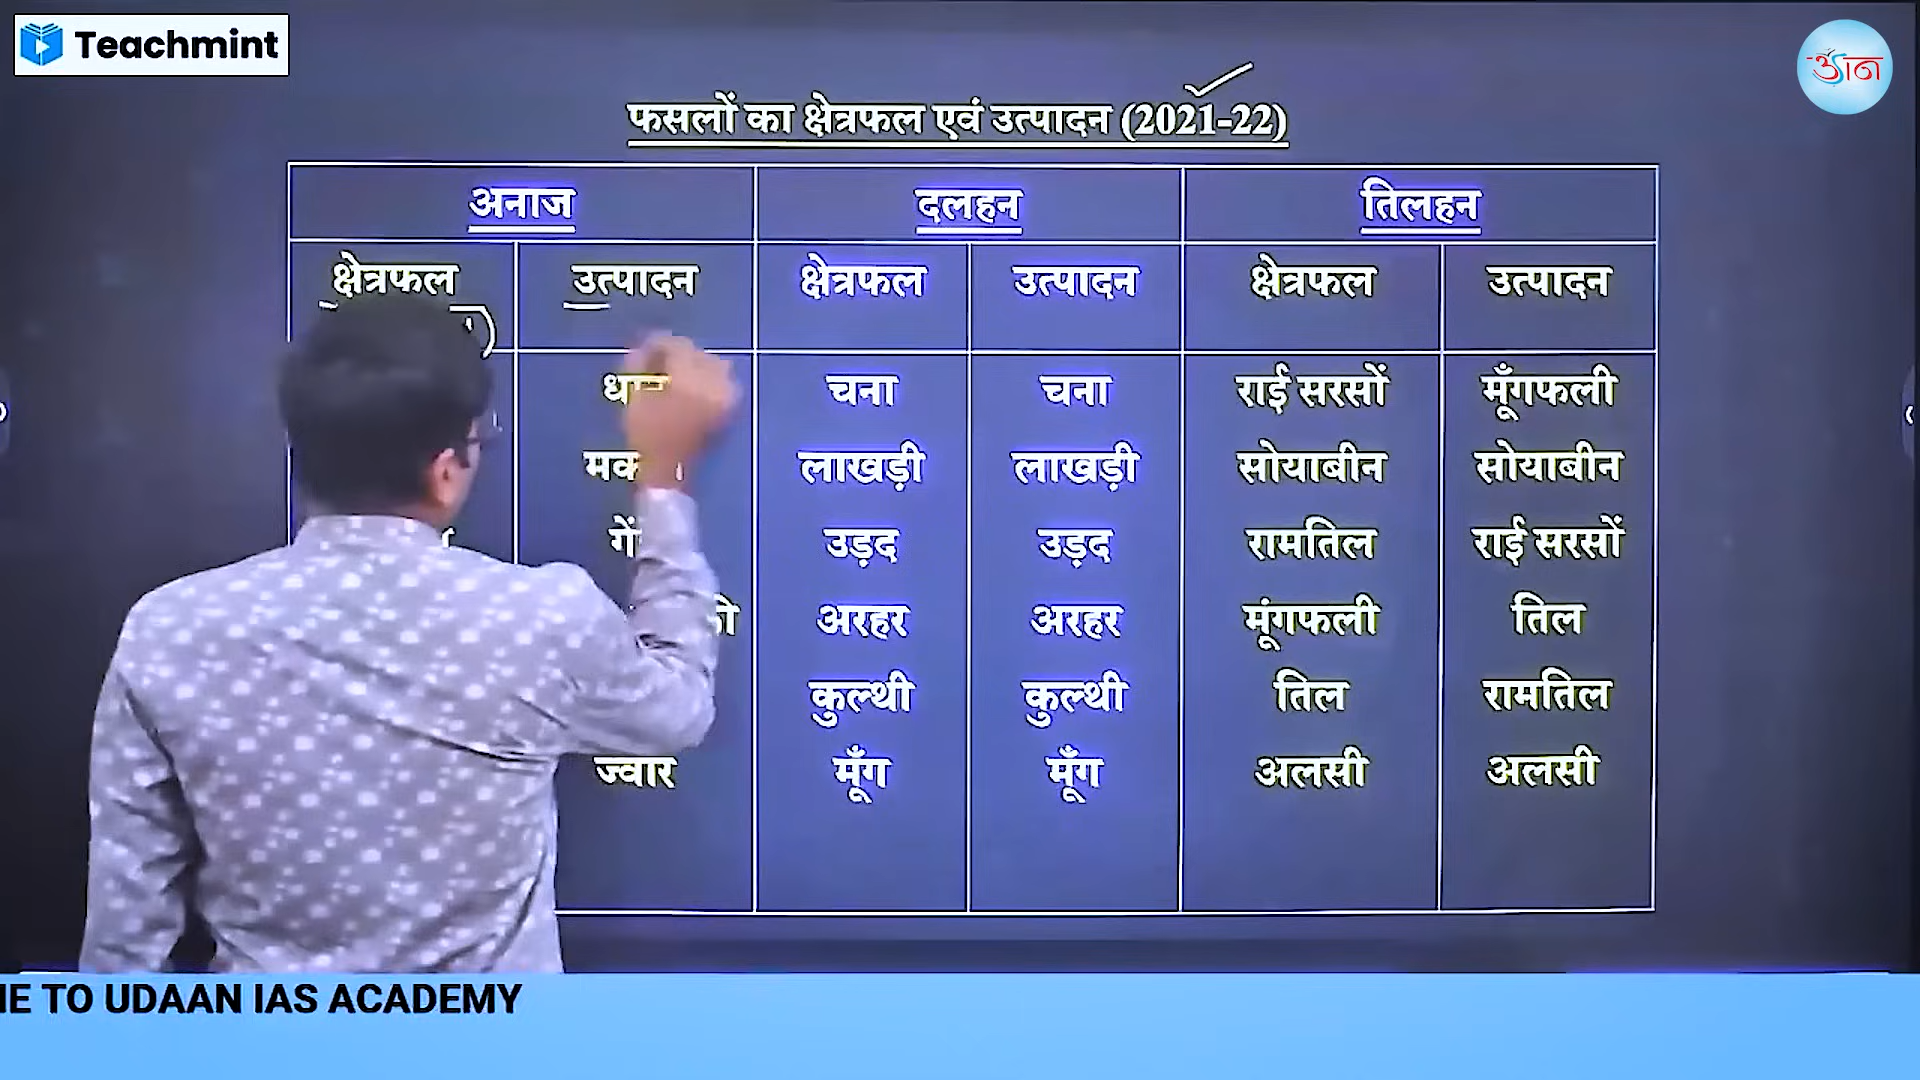 Teachmint
उड़ान
फसलों का क्षेत्रफल एवं उत्पादन (2021-22)
अनाज दलहन तिलहन
क्षेत्रफल उत्पादन क्षेत्रफल उत्पादन क्षेत्रफल उत्पादन
चना चना राई सरसों मूँगफली
लाखड़ी लाखड़ी सोयाबीन सोयाबीन
उड़द उड़द रामतिल राई सरसों
अरहर अरहर मूंगफली तिल
कुल्थी कुल्थी तिल रामतिल
ज्वार मूँग मूँग अलसी अलसी
TO UDAAN IAS ACADEMY